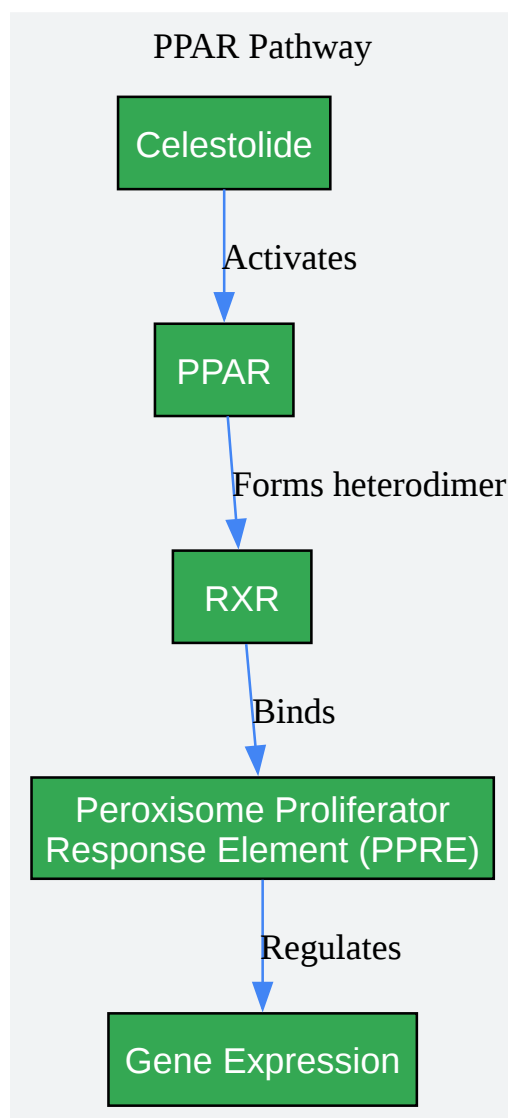 PPAR Pathway
Celestolide
Activates
PPAR
Forms heterodimer
RXR
Binds
Peroxisome Proliferator
Response Element (PPRE)
Regulates
Gene Expression